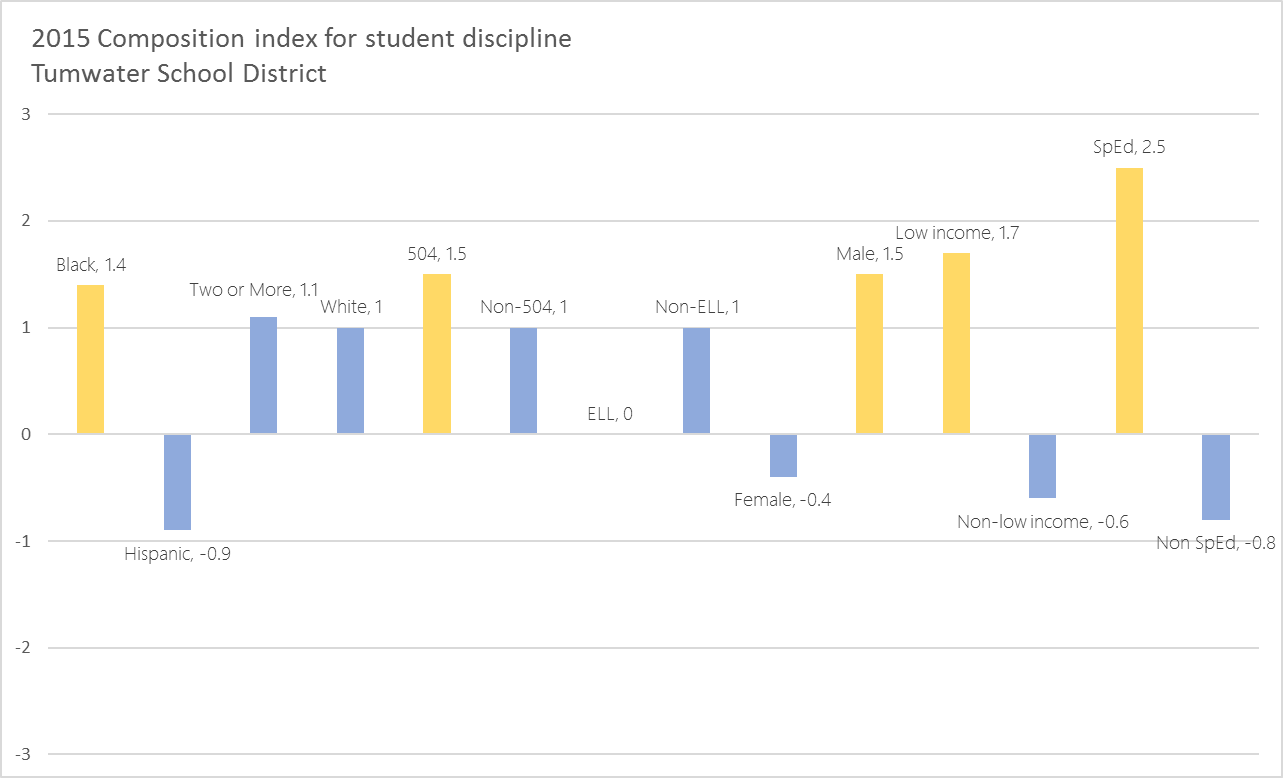 2015 Composition index for student discipline
Tumwater School District
3
2
1
0
-1
-2
-3
Black, 1.4
Hispanic, -0.9
Two or More, 1.1
White, 1
504, 1.5
Non-504, 1
ELL, 0
Non-ELL, 1
Female, -0.4
Male, 1.5
Low income, 1.7
Non-low income, -0.6
SpEd, 2.5
Non SpEd, -0.8